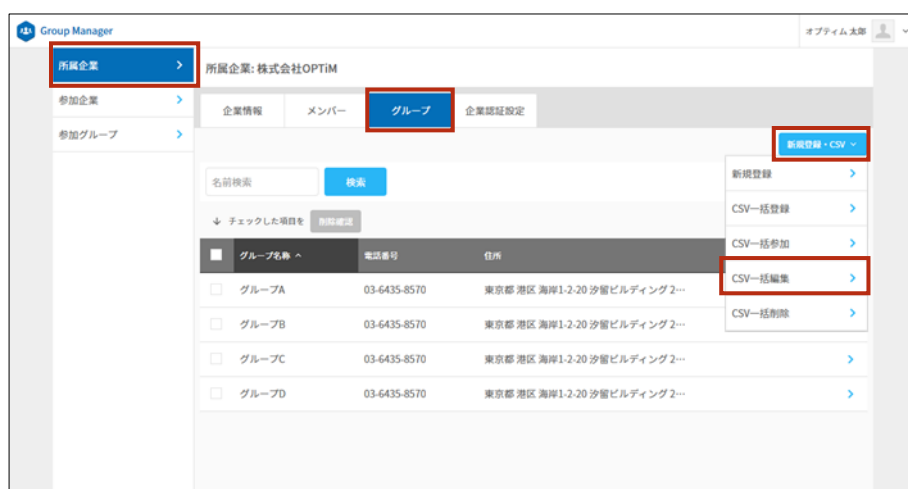 Group Manager
オプティム太郎
所属企業
参加企業
参加グループ
所属企業: 株式会社OPTiM
企業情報 メンバー グループ 企業認証設定
新規登録・CSV
新規登録
CSV一括登録
CSV一括参加
CSV一括編集
CSV一括削除
名前検索 検索
チェックした項目を 削除確認
グループ名称 電話番号 住所
グループA 03-6435-8570 東京都 港区 海岸1-2-20 汐留ビルディング 2…
グループB 03-6435-8570 東京都 港区 海岸1-2-20 汐留ビルディング 2…
グループC 03-6435-8570 東京都 港区 海岸1-2-20 汐留ビルディング 2…
グループD 03-6435-8570 東京都 港区 海岸1-2-20 汐留ビルディング 2…